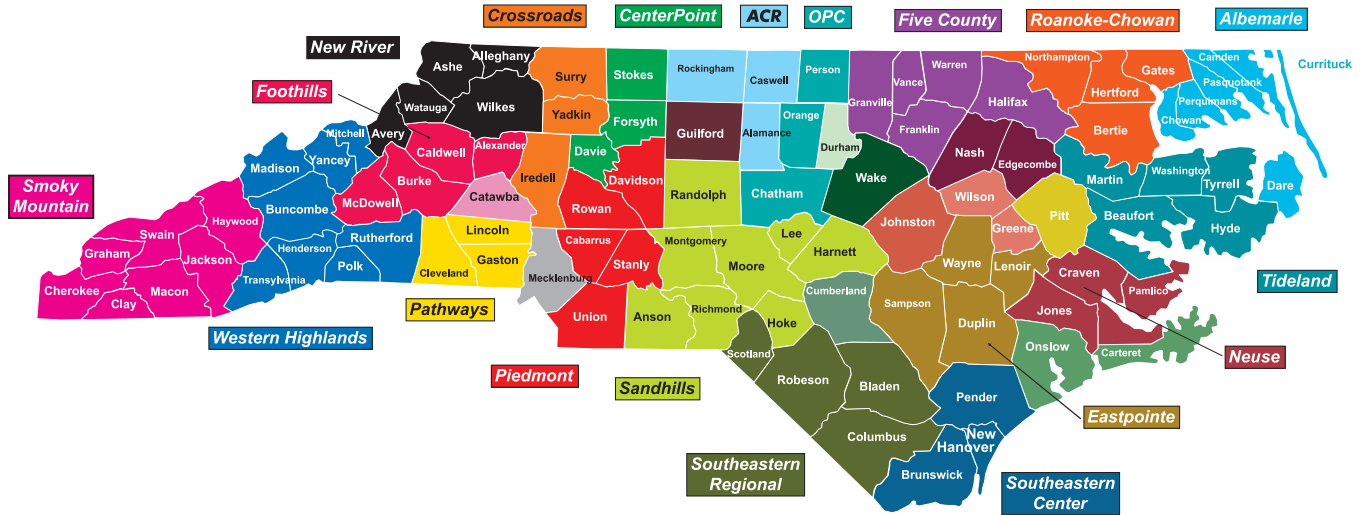 Crossroads
CenterPoint
ACR
OPC
Five County
Roanoke-Chowan
Albemarle
New River
Foothills
Smoky
Mountain
Western Highlands
Pathways
Piedmont
Sandhills
Southeastern
Regional
Southeastern
Center
Eastpointe
Neuse
Tideland
Alleghany
Ashe
Watauga
Wilkes
Avery
Surry
Yadkin
Iredell
Stokes
Forsyth
Davie
Rockingham
Caswell
Alamance
Person
Orange
Chatham
Guilford
Durham
Granville
Vance
Warren
Franklin
Halifax
Northampton
Gates
Hertford
Bertie
Camden
Currituck
Pasquotank
Perquimans
Chowan
Dare
Mitchell
Yancey
Madison
Buncombe
Henderson
Transylvania
Polk
Rutherford
Caldwell
Alexander
Burke
McDowell
Catawba
Haywood
Swain
Graham
Jackson
Cherokee
Clay
Macon
Lincoln
Gaston
Cleveland
Mecklenburg
Davidson
Rowan
Cabarrus
Stanly
Union
Randolph
Montgomery
Moore
Lee
Harnett
Anson
Richmond
Hoke
Wake
Johnston
Nash
Edgecombe
Wilson
Greene
Pitt
Wayne
Lenoir
Sampson
Duplin
Cumberland
Scotland
Robeson
Bladen
Columbus
Pender
New
Hanover
Brunswick
Martin
Washington
Tyrrell
Beaufort
Hyde
Craven
Pamlico
Jones
Onslow
Carteret